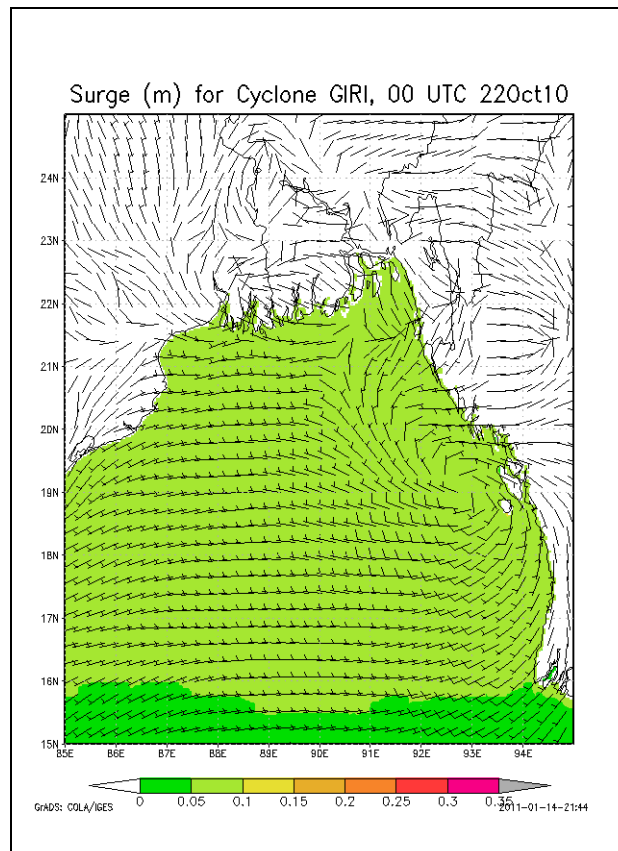 Surge (m) for Cyclone GIRI, 00 UTC 22Oct10
24N
23N
22N
21N
20N
19N
18N
17N
16N
15N
85E 86E 87E 88E 89E 90E 91E 92E 93E 94E
0 0.05 0.1 0.15 0.2 0.25 0.3 0.35
GrADS: COLA/IGES 2011-01-14-21:44